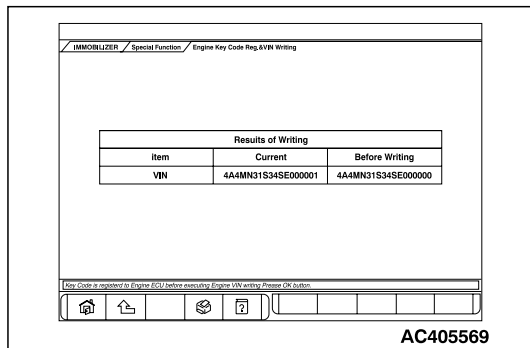 IMMOBILIZER / Special Function / Engine Key Code Reg,&VIN Writing
Results of Writing
item Current Before Writing
VIN 4A4MN31S34SE000001 4A4MN31S34SE000000
Key Code is registerd to Engine ECU before executing Engine VIN writing Prease OK button.
?
AC405569